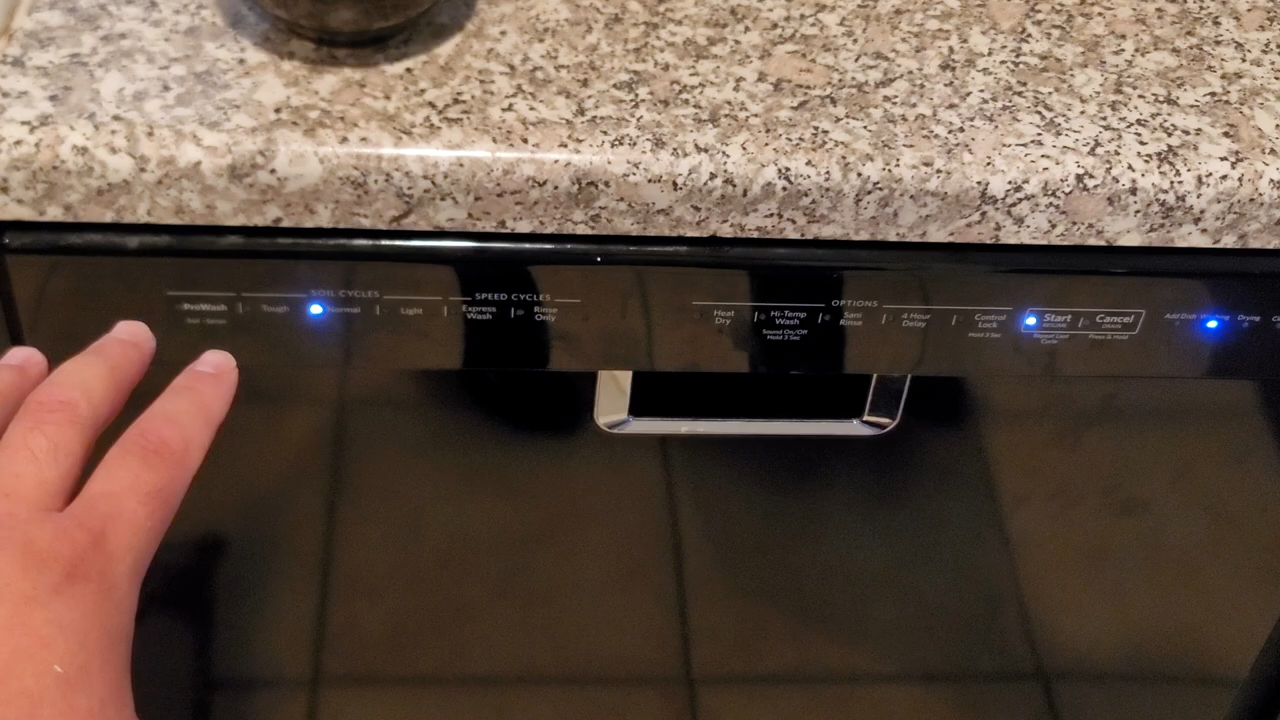 SOIL CYCLES
ProWash Tough Normal Light
SPEED CYCLES
Express Wash
Rinse Only
OPTIONS
Heat Dry
Hi-Temp Wash
Sound On/Off
Hold 3 Sec
Sani Rinse
4 Hour Delay
Control Lock
Hold 3 Sec
Start
RESUME
Repeat Last Cycle
Cancel
DRAIN
Press & Hold
Add Dish Washing Drying